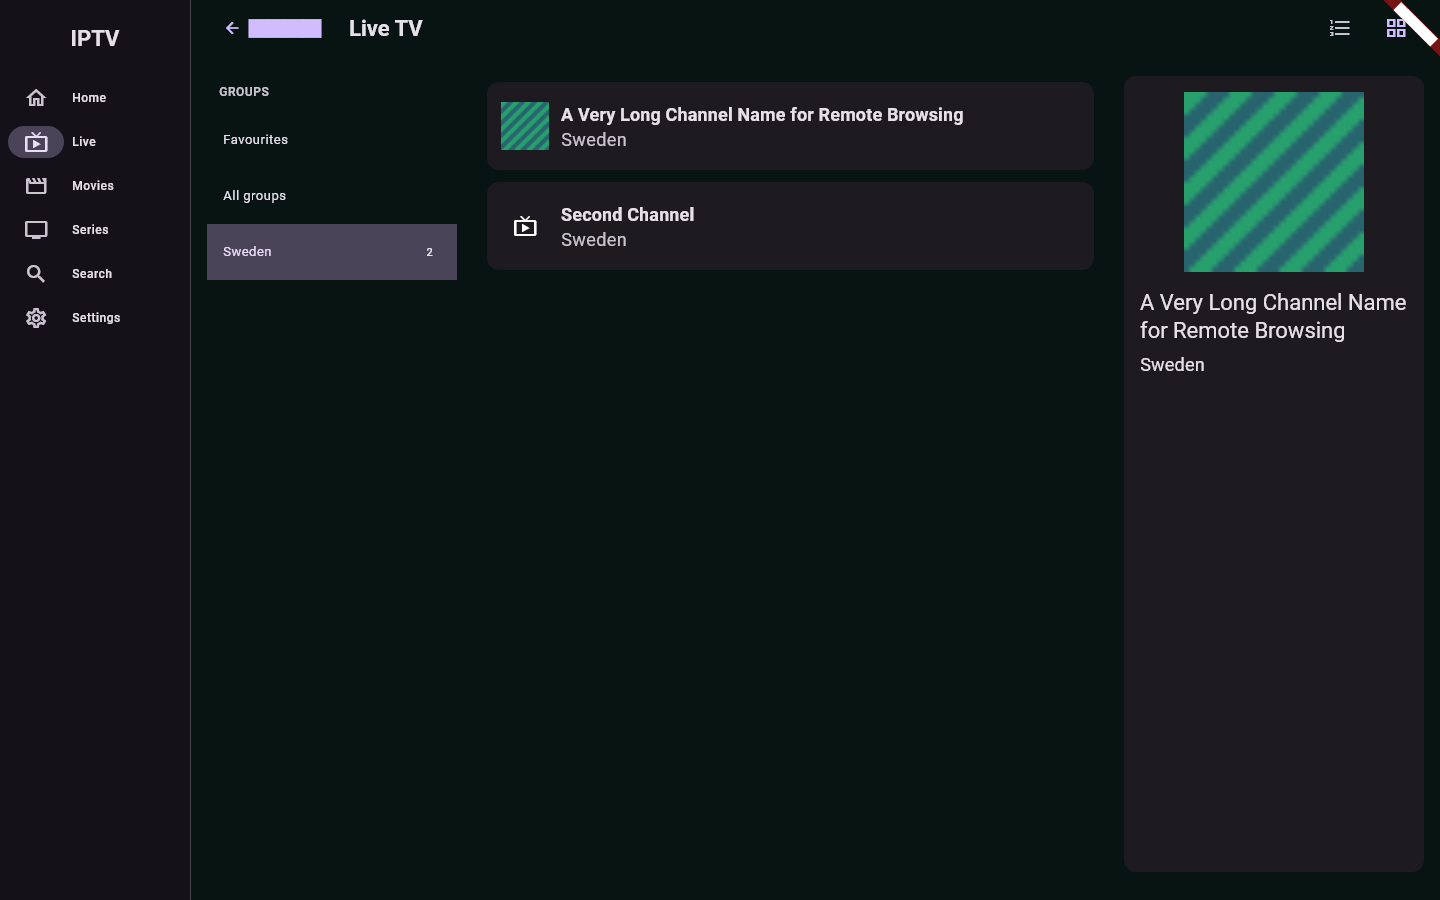 IPTV
Home
Live
Movies
Series
Search
Settings
Live TV
GROUPS
Favourites
All groups
Sweden 2
A Very Long Channel Name for Remote Browsing
Sweden
Second Channel
Sweden
A Very Long Channel Name
for Remote Browsing
Sweden